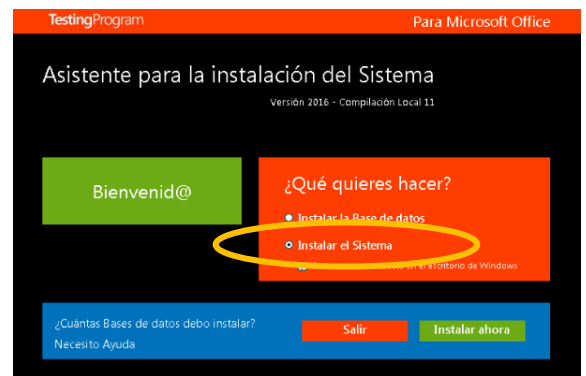 TestingProgram
Para Microsoft Office
Asistente para la instalación del Sistema
Versión 2016 - Compilación Local 11
Bienvenid@
¿Qué quieres hacer?
Instalar la Base de datos
Instalar el Sistema
en el escritorio de Windows
¿Cuántas Bases de datos debo instalar?
Necesito Ayuda
Salir
Instalar ahora